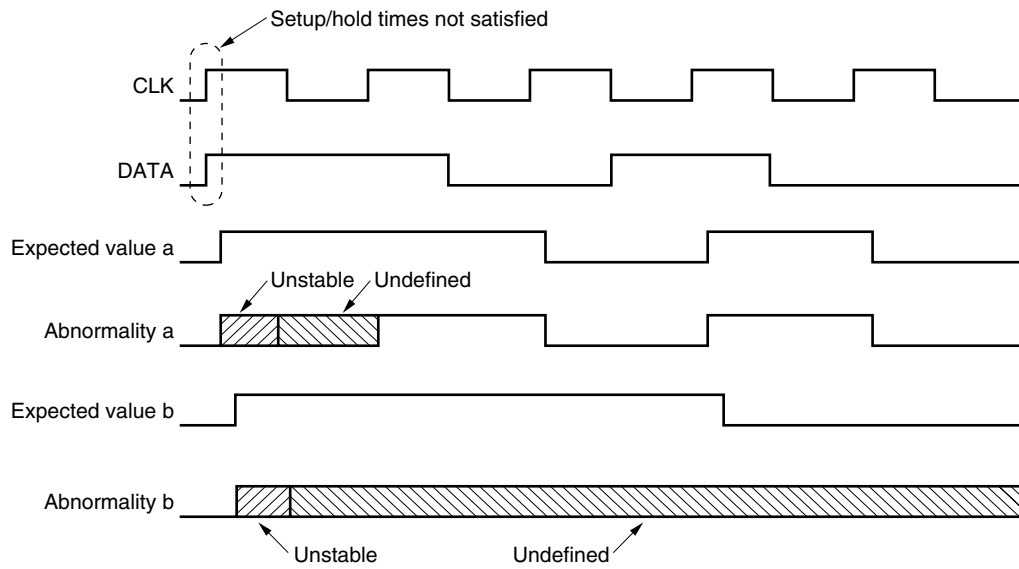 Setup/hold times not satisfied
CLK
DATA
Expected value a
Unstable
Undefined
Abnormality a
Expected value b
Abnormality b
Unstable
Undefined